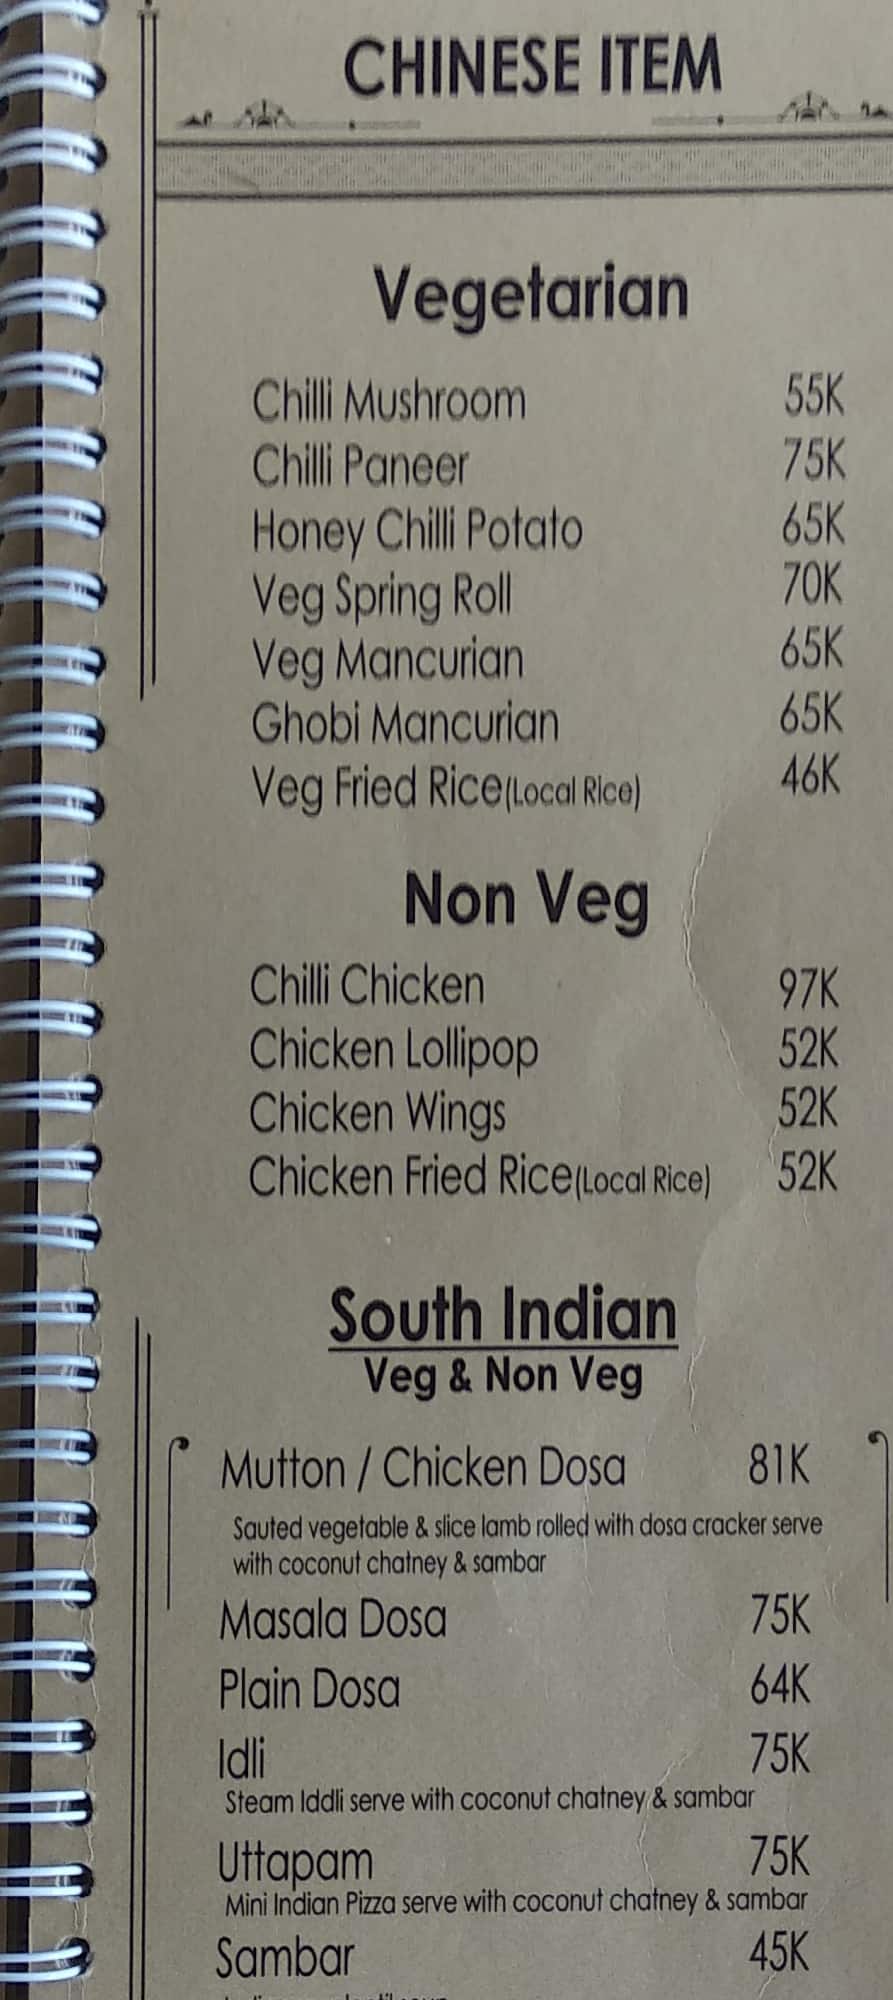 CHINESE ITEM
Vegetarian
Chilli Mushroom 55K
Chilli Paneer 75K
Honey Chilli Potato 65K
Veg Spring Roll 70K
Veg Mancurian 65K
Ghobi Mancurian 65K
Veg Fried Rice(Local Rice) 46K
Non Veg
Chilli Chicken 97K
Chicken Lollipop 52K
Chicken Wings 52K
Chicken Fried Rice(Local Rice) 52K
South Indian
Veg & Non Veg
Mutton / Chicken Dosa 81K
Sauted vegetable & slice lamb rolled with dosa cracker serve
with coconut chatney & sambar
Masala Dosa 75K
Plain Dosa 64K
Idli 75K
Steam Iddli serve with coconut chatney & sambar
Uttapam 75K
Mini Indian Pizza serve with coconut chatney & sambar
Sambar 45K